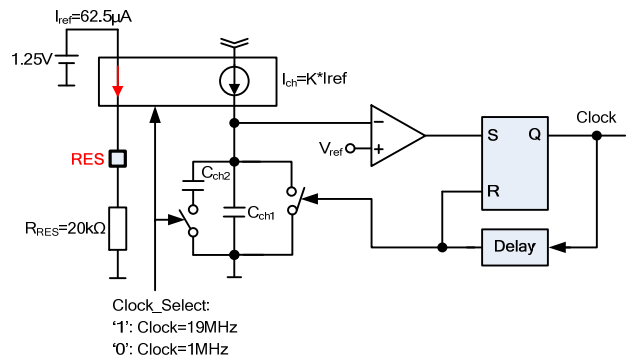 Iref=62.5µA
1.25V
Ich=K*Iref
RES
Cch2
Cch1
RRES=20kΩ
Vref
−
+
S
Q
R
Clock
Delay
Clock_Select:
‘1’: Clock=19MHz
‘0’: Clock=1MHz